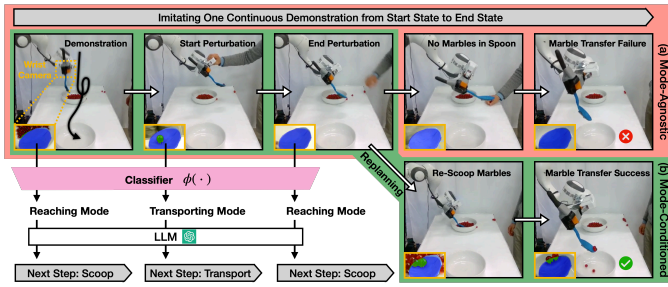 Imitating One Continuous Demonstration from Start State to End State
Demonstration
Wrist
Camera
Start Perturbation
End Perturbation
No Marbles in Spoon
Marble Transfer Failure
(a) Mode-Agnostic
Replanning
Re-Scoop Marbles
Marble Transfer Success
(b) Mode-Conditioned
Classifier ϕ(·)
Reaching Mode
Transporting Mode
Reaching Mode
LLM
Next Step: Scoop
Next Step: Transport
Next Step: Scoop